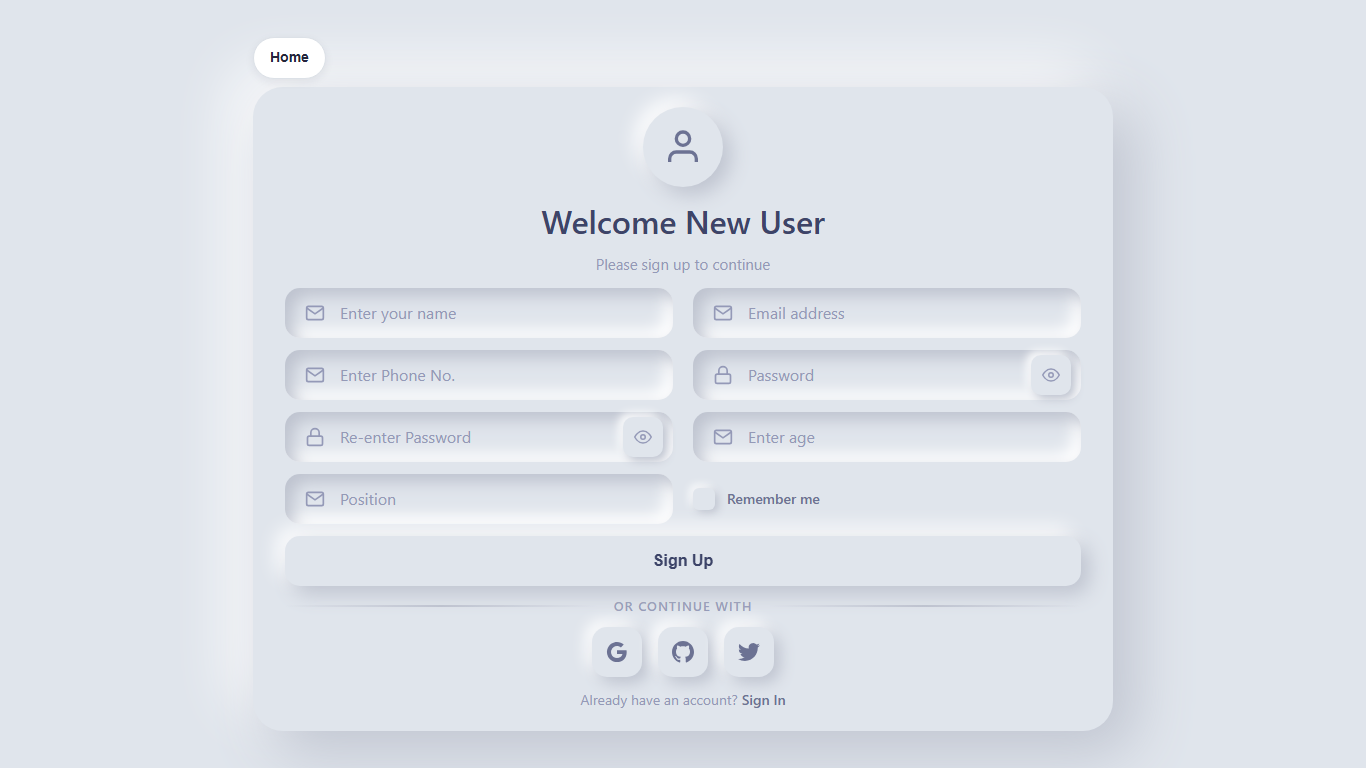 Home
Welcome New User
Please sign up to continue
Enter your name
Email address
Enter Phone No.
Password
Re-enter Password
Enter age
Position
Remember me
Sign Up
OR CONTINUE WITH
Already have an account? Sign In